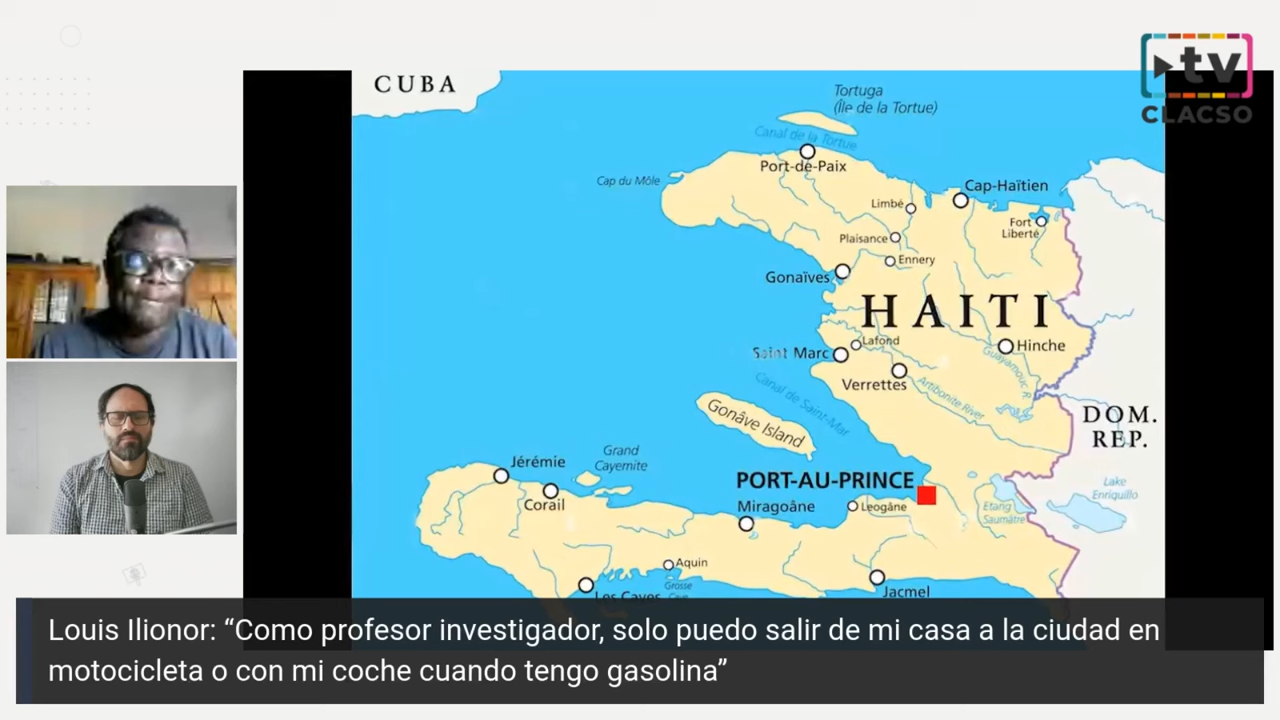 tv
CLACSO
CUBA
Tortuga
(Île de la Tortue)
Canal de la Tortue
Port-de-Paix
Cap du Môle
Cap-Haïtien
Limbé
Fort
Liberté
Plaisance
Ennery
Gonaïves
HAITI
Lafond
Hinche
Saint Marc
Guayamouc R.
Verrettes
Artibonite River
Canal de Saint-Mar
Gonâve Island
DOM.
REP.
Grand
Cayemite
Jérémie
PORT-AU-PRINCE
Lake
Enriquillo
Corail
Miragoâne
Leogâne
Etang
Saumâtre
Aquin
Grosse
Jacmel
Les Cayes
Louis Ilionor: “Como profesor investigador, solo puedo salir de mi casa a la ciudad en
motocicleta o con mi coche cuando tengo gasolina”